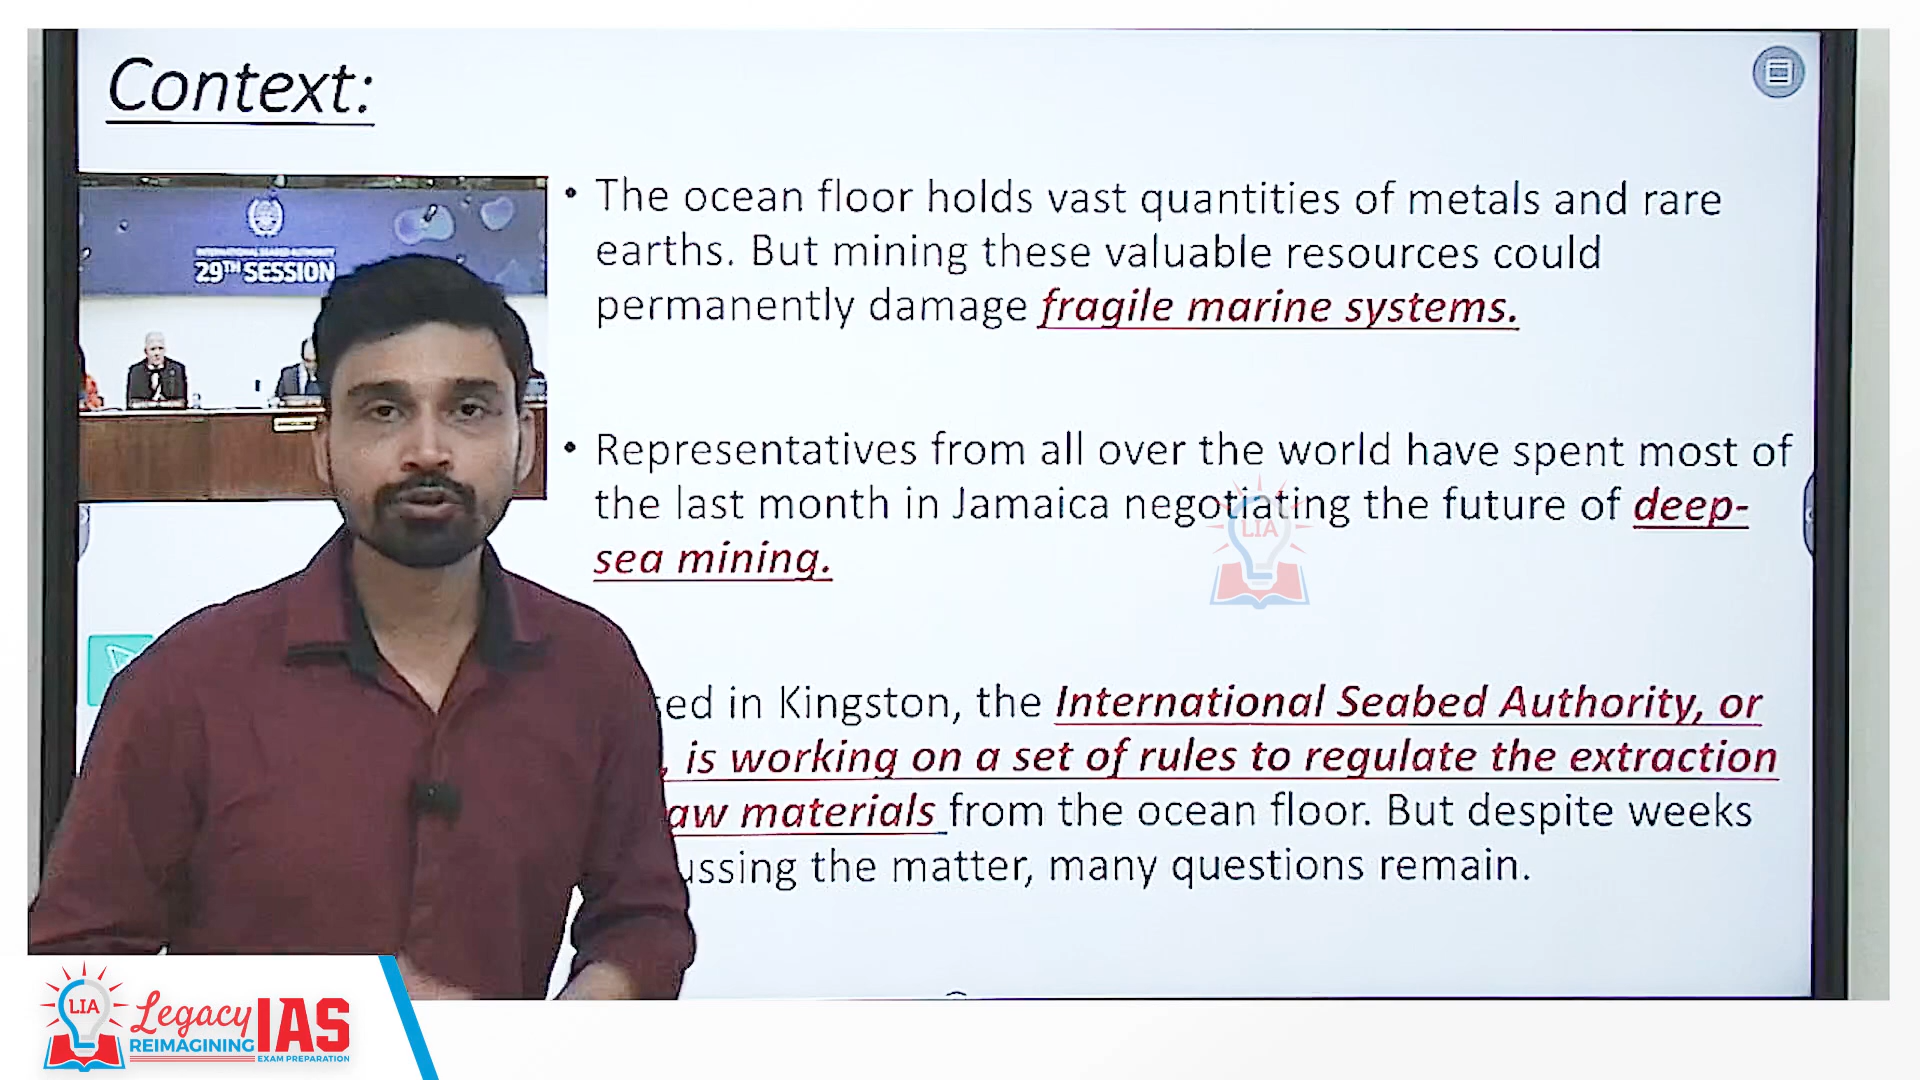 Context:
INTERNATIONAL SEABED AUTHORITY
29TH SESSION
• The ocean floor holds vast quantities of metals and rare
earths. But mining these valuable resources could
permanently damage fragile marine systems.
• Representatives from all over the world have spent most of
the last month in Jamaica negotiating the future of deep-
sea mining.
LIA
in Kingston, the International Seabed Authority, or
, is working on a set of rules to regulate the extraction
materials from the ocean floor. But despite weeks
the matter, many questions remain.
LIA
Legacy IAS
REIMAGINING
EXAM PREPARATION